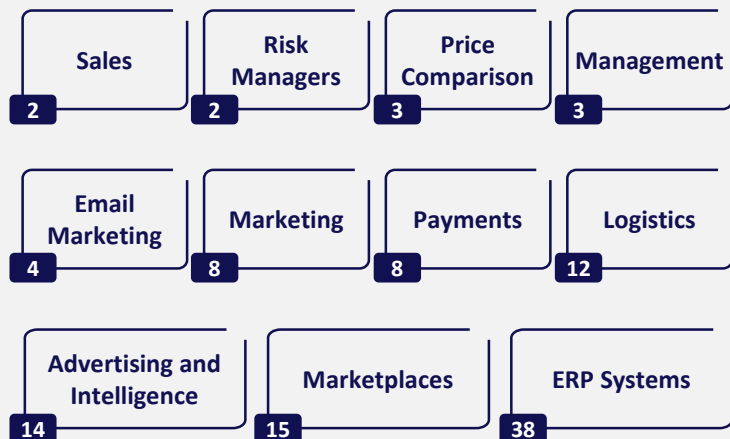 Sales
2
Risk
Managers
2
Price
Comparison
3
Management
3
Email
Marketing
4
Marketing
8
Payments
8
Logistics
12
Advertising and
Intelligence
14
Marketplaces
15
ERP Systems
38